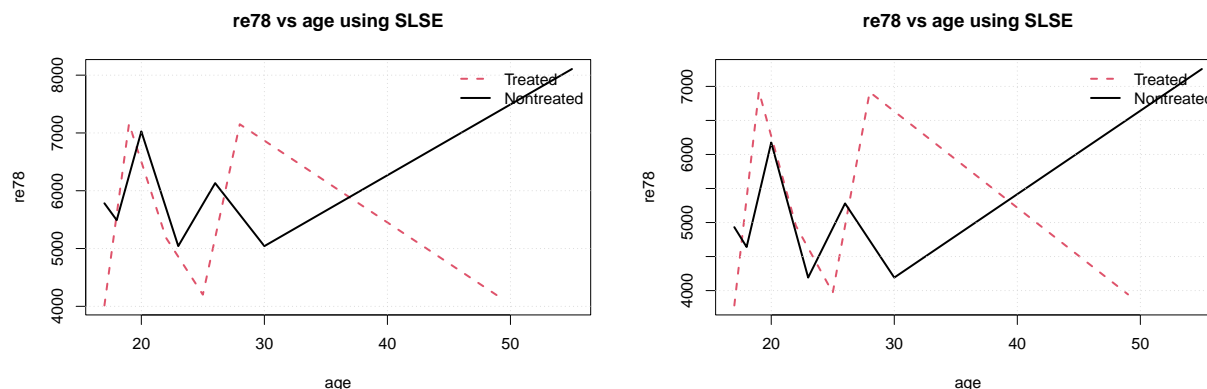 re78 vs age using SLSE
8000
7000
6000
5000
4000
re78
Treated
Nontreated
20
30
40
50
age
re78 vs age using SLSE
7000
6000
5000
4000
re78
Treated
Nontreated
20
30
40
50
age